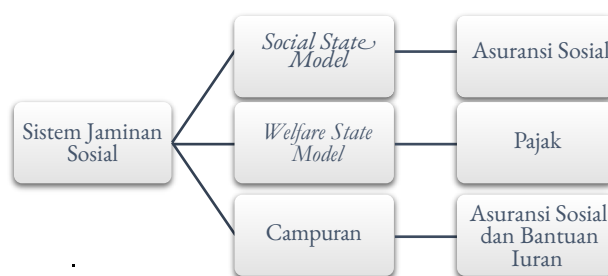 Sistem Jaminan
Sosial
Social State
Model
Asuransi Sosial
Welfare State
Model
Pajak
Campuran
Asuransi Sosial
dan Bantuan
Iuran
.